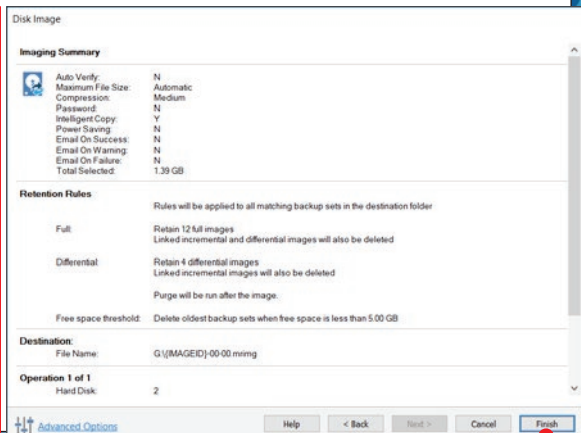 Disk Image
Imaging Summary
Auto Verify: N
Maximum File Size: Automatic
Compression: Medium
Password: N
Intelligent Copy: Y
Power Saving: N
Email On Success: N
Email On Warning: N
Email On Failure: N
Total Selected: 1.39 GB
Retention Rules
Rules will be applied to all matching backup sets in the destination folder
Full: Retain 12 full images
Linked incremental and differential images will also be deleted
Differential: Retain 4 differential images
Linked incremental images will also be deleted
Purge will be run after the image.
Free space threshold: Delete oldest backup sets when free space is less than 5.00 GB
Destination:
File Name: G:\{IMAGEID}-00-00.mrimg
Operation 1 of 1
Hard Disk: 2
Advanced Options Help < Back Next > Cancel Finish